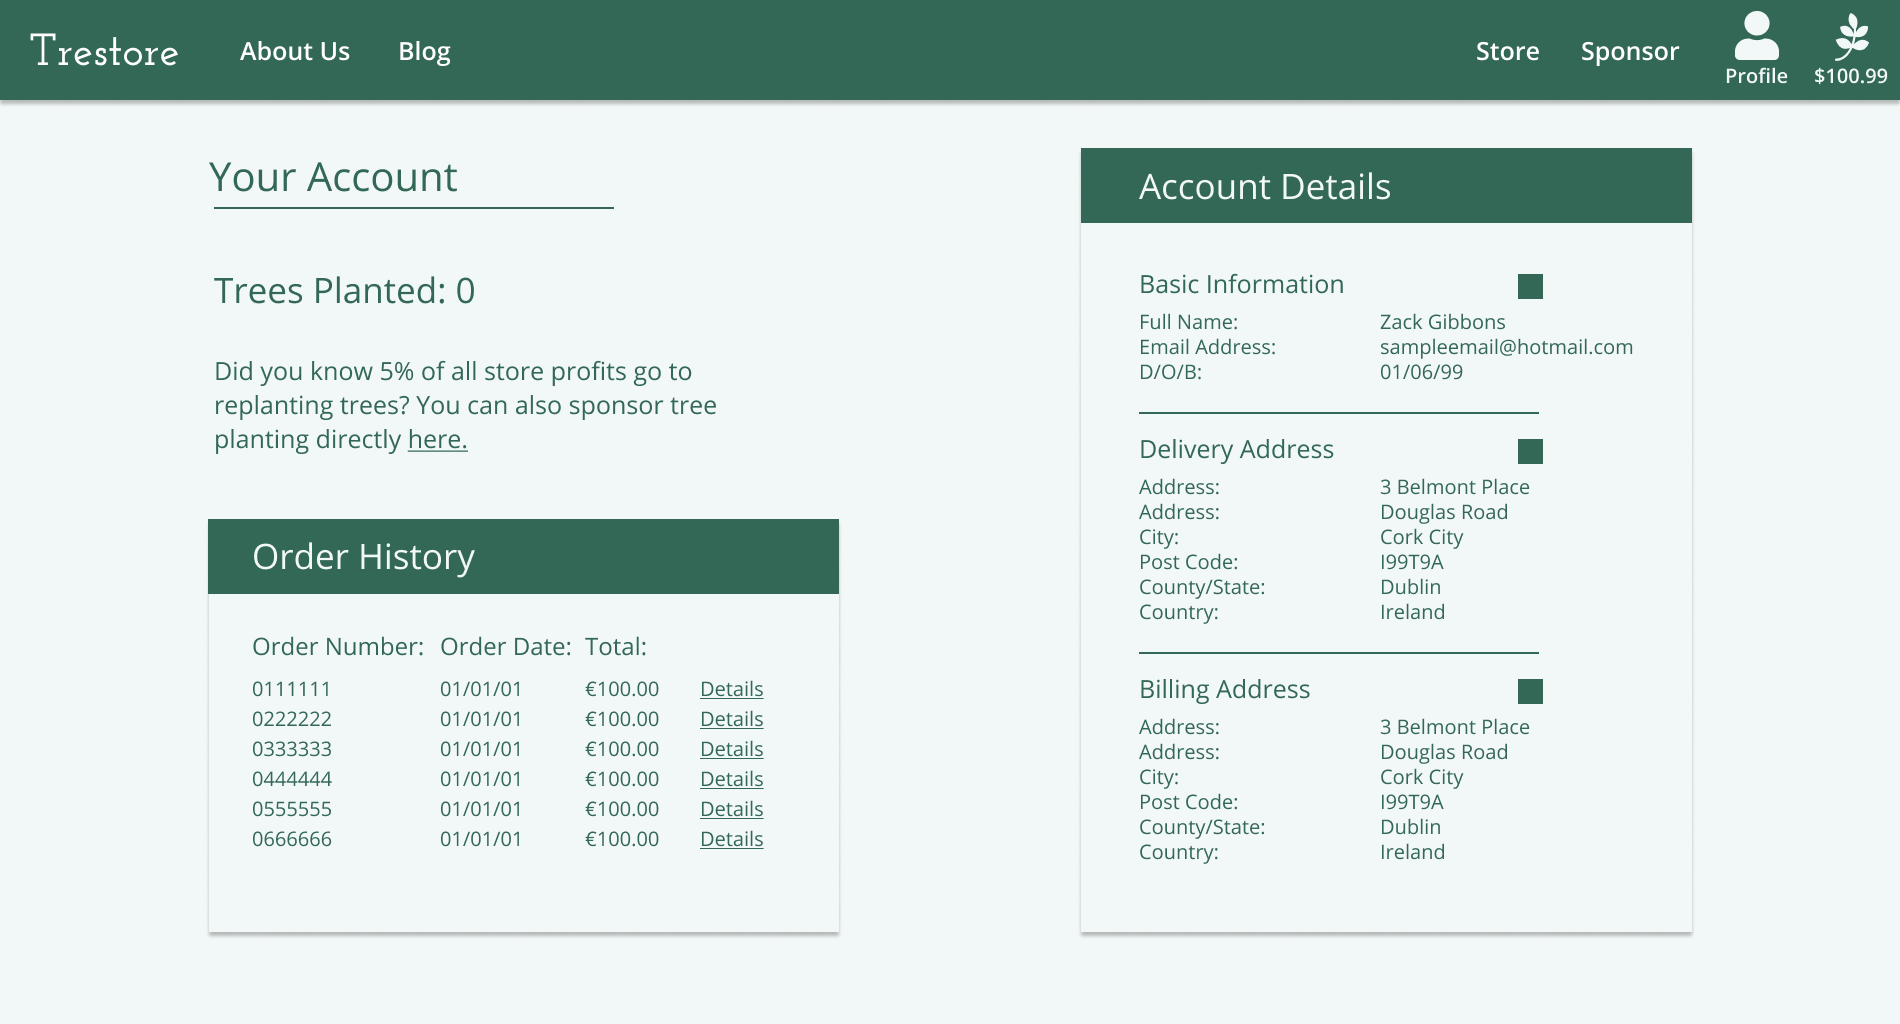 Trestore About Us Blog Store Sponsor Profile $100.99
Your Account
Trees Planted: 0
Did you know 5% of all store profits go to
replanting trees? You can also sponsor tree
planting directly here.
Order History
Order Number: Order Date: Total:
0111111 01/01/01 €100.00 Details
0222222 01/01/01 €100.00 Details
0333333 01/01/01 €100.00 Details
0444444 01/01/01 €100.00 Details
0555555 01/01/01 €100.00 Details
0666666 01/01/01 €100.00 Details
Account Details
Basic Information
Full Name: Zack Gibbons
Email Address: sampleemail@hotmail.com
D/O/B: 01/06/99
Delivery Address
Address: 3 Belmont Place
Address: Douglas Road
City: Cork City
Post Code: I99T9A
County/State: Dublin
Country: Ireland
Billing Address
Address: 3 Belmont Place
Address: Douglas Road
City: Cork City
Post Code: I99T9A
County/State: Dublin
Country: Ireland